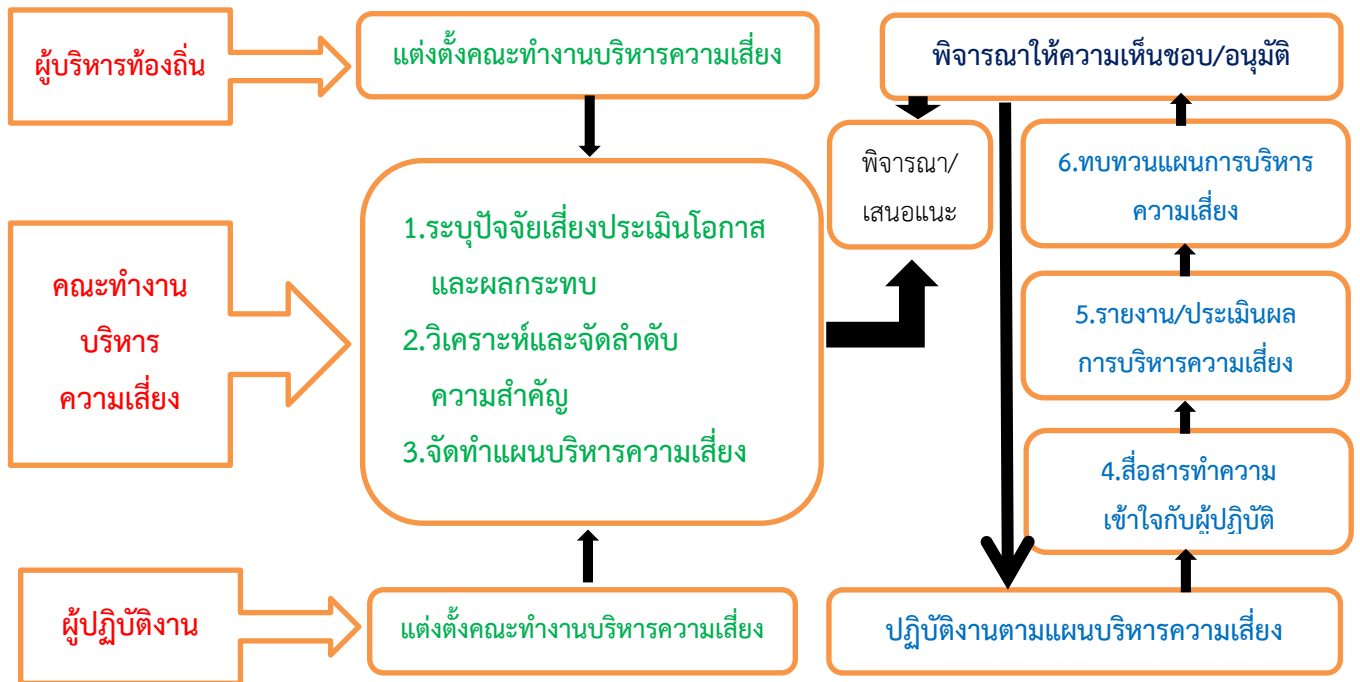 ผู้บริหารท้องถิ่น
แต่งตั้งคณะทำงานบริหารความเสี่ยง
พิจารณาให้ความเห็นชอบ/อนุมัติ
คณะทำงาน
บริหาร
ความเสี่ยง
1.ระบุปัจจัยเสี่ยงประเมินโอกาส
และผลกระทบ
2.วิเคราะห์และจัดลำดับ
ความสำคัญ
3.จัดทำแผนบริหารความเสี่ยง
พิจารณา/
เสนอแนะ
6.ทบทวนแผนการบริหาร
ความเสี่ยง
5.รายงาน/ประเมินผล
การบริหารความเสี่ยง
4.สื่อสารทำความ
เข้าใจกับผู้ปฏิบัติ
ผู้ปฏิบัติงาน
แต่งตั้งคณะทำงานบริหารความเสี่ยง
ปฏิบัติงานตามแผนบริหารความเสี่ยง